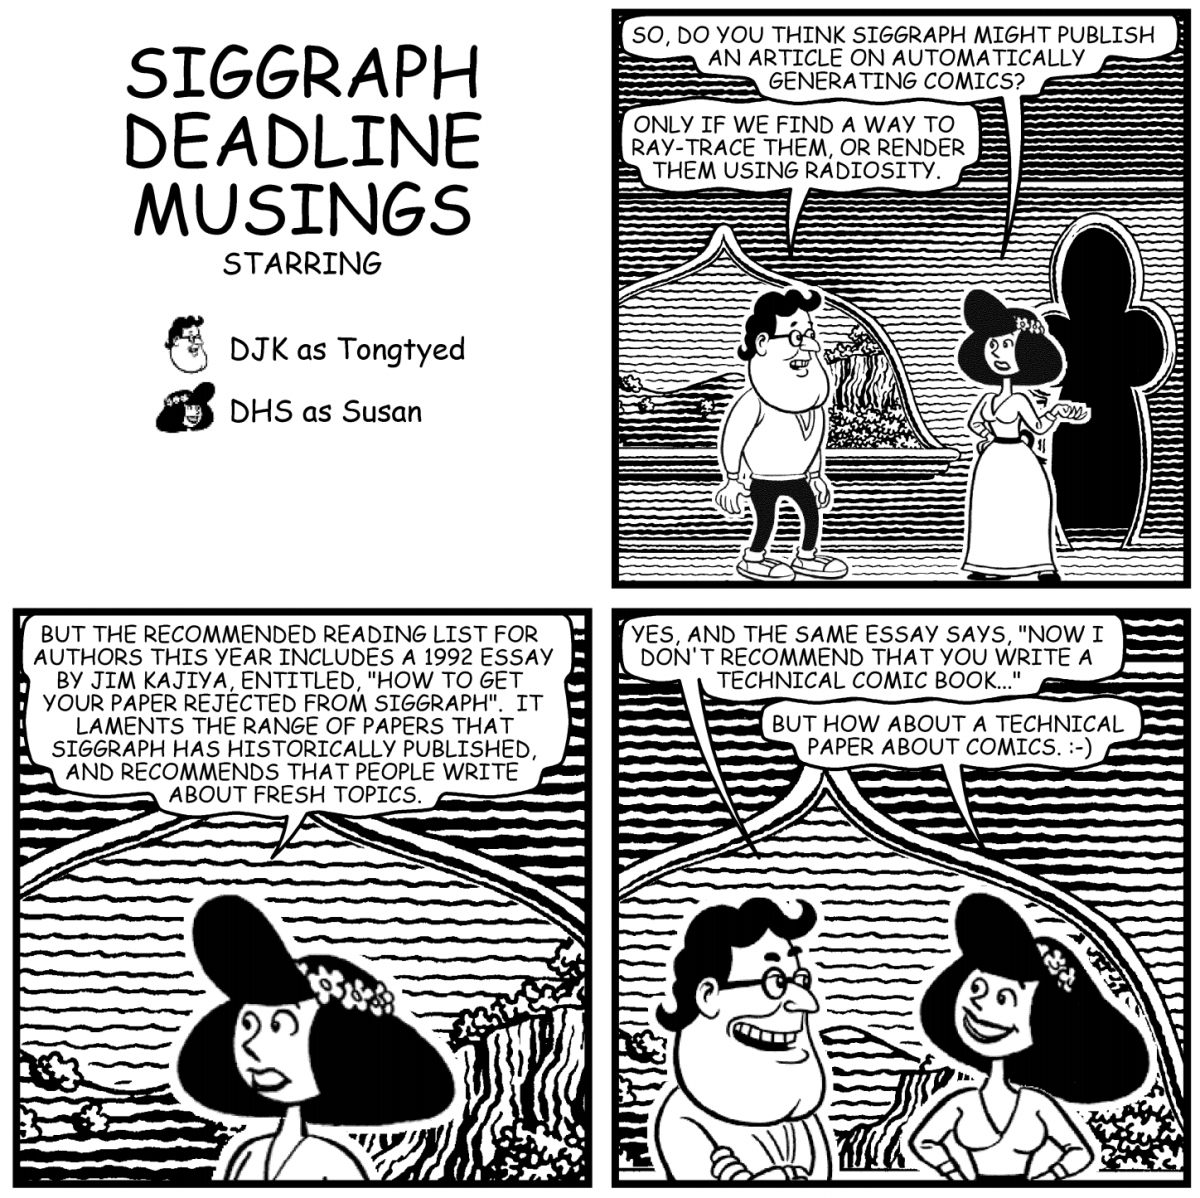 SIGGRAPH
DEADLINE
MUSINGS
STARRING
DJK as Tongtyed
DHS as Susan
SO, DO YOU THINK SIGGRAPH MIGHT PUBLISH
AN ARTICLE ON AUTOMATICALLY
GENERATING COMICS?
ONLY IF WE FIND A WAY TO
RAY-TRACE THEM, OR RENDER
THEM USING RADIOSITY.
BUT THE RECOMMENDED READING LIST FOR
AUTHORS THIS YEAR INCLUDES A 1992 ESSAY
BY JIM KAJIYA, ENTITLED, "HOW TO GET
YOUR PAPER REJECTED FROM SIGGRAPH". IT
LAMENTS THE RANGE OF PAPERS THAT
SIGGRAPH HAS HISTORICALLY PUBLISHED,
AND RECOMMENDS THAT PEOPLE WRITE
ABOUT FRESH TOPICS.
YES, AND THE SAME ESSAY SAYS, "NOW I
DON'T RECOMMEND THAT YOU WRITE A
TECHNICAL COMIC BOOK..."
BUT HOW ABOUT A TECHNICAL
PAPER ABOUT COMICS. :-)